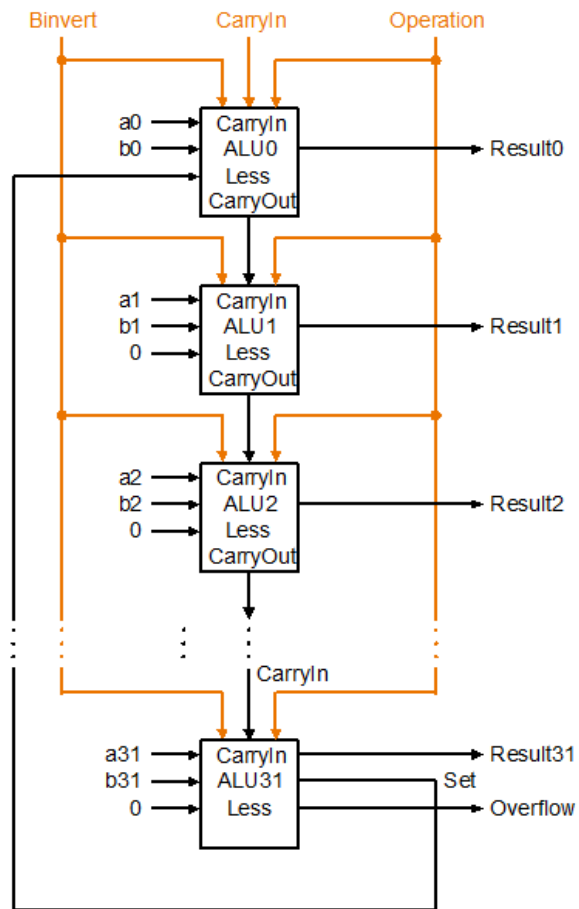 Binvert CarryIn Operation
a0 CarryIn
b0 ALU0 Result0
Less
CarryOut
a1 CarryIn
b1 ALU1 Result1
0 Less
CarryOut
a2 CarryIn
b2 ALU2 Result2
0 Less
CarryOut
CarryIn
a31 CarryIn Result31
b31 ALU31 Set
0 Less Overflow